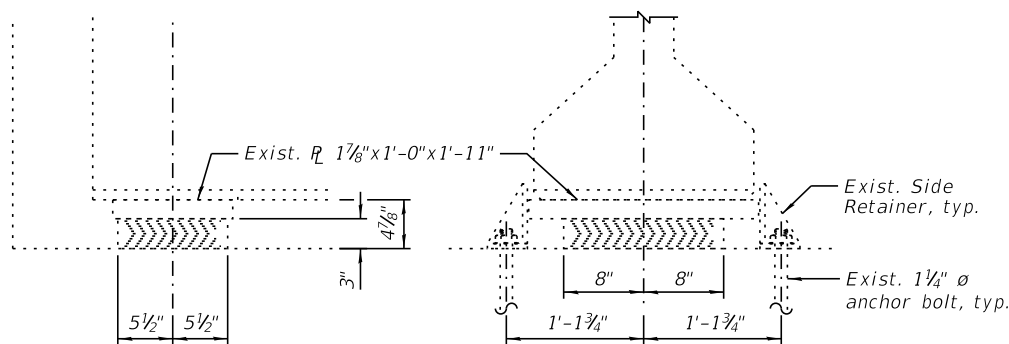 Exist. ℞ 1⅞"x1'-0"x1'-11"
Exist. Side
Retainer, typ.
4⅞"
3"
8" 8"
Exist. 1¼" ø
anchor bolt, typ.
5½" 5½"
1'-1¾" 1'-1¾"